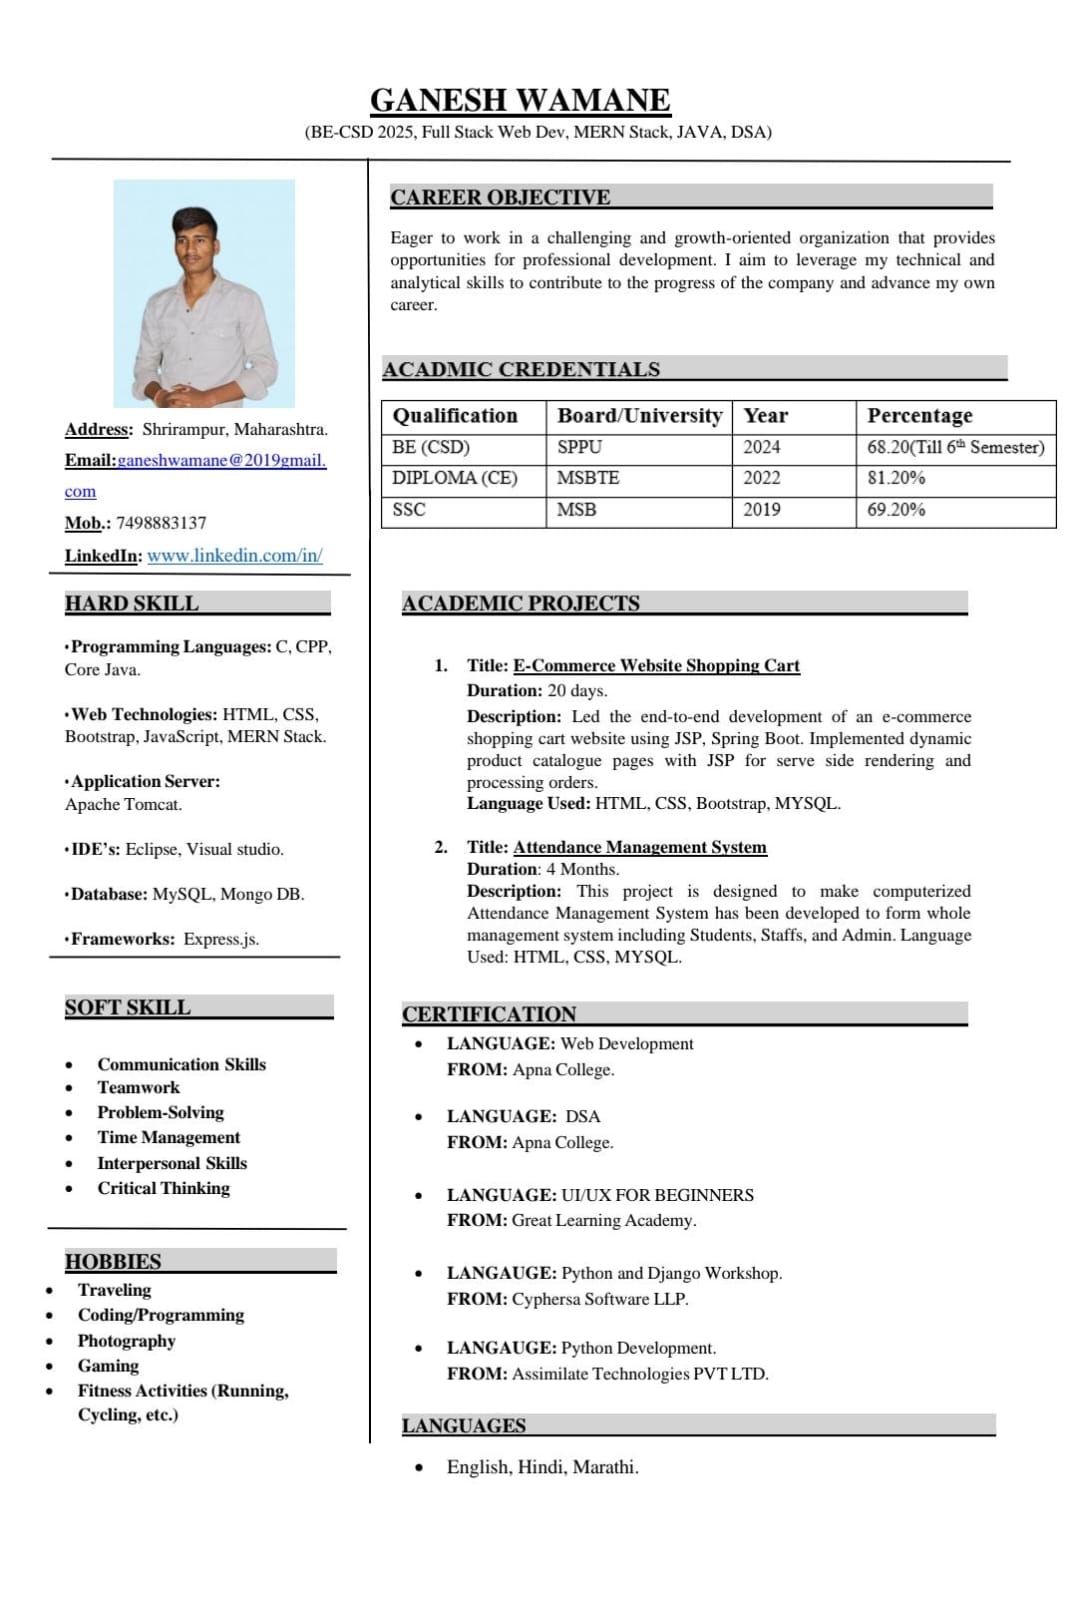 GANESH WAMANE
(BE-CSD 2025, Full Stack Web Dev, MERN Stack, JAVA, DSA)
Address: Shrirampur, Maharashtra.
Email:ganeshwamane@2019gmail.
com
Mob.: 7498883137
LinkedIn: www.linkedin.com/in/
HARD SKILL
•Programming Languages: C, CPP,
Core Java.
•Web Technologies: HTML, CSS,
Bootstrap, JavaScript, MERN Stack.
•Application Server:
Apache Tomcat.
•IDE’s: Eclipse, Visual studio.
•Database: MySQL, Mongo DB.
•Frameworks: Express.js.
SOFT SKILL
• Communication Skills
• Teamwork
• Problem-Solving
• Time Management
• Interpersonal Skills
• Critical Thinking
HOBBIES
• Traveling
• Coding/Programming
• Photography
• Gaming
• Fitness Activities (Running,
Cycling, etc.)
CAREER OBJECTIVE
Eager to work in a challenging and growth-oriented organization that provides
opportunities for professional development. I aim to leverage my technical and
analytical skills to contribute to the progress of the company and advance my own
career.
ACADMIC CREDENTIALS
Qualification Board/University Year Percentage
BE (CSD) SPPU 2024 68.20(Till 6th Semester)
DIPLOMA (CE) MSBTE 2022 81.20%
SSC MSB 2019 69.20%
ACADEMIC PROJECTS
1. Title: E-Commerce Website Shopping Cart
Duration: 20 days.
Description: Led the end-to-end development of an e-commerce
shopping cart website using JSP, Spring Boot. Implemented dynamic
product catalogue pages with JSP for serve side rendering and
processing orders.
Language Used: HTML, CSS, Bootstrap, MYSQL.
2. Title: Attendance Management System
Duration: 4 Months.
Description: This project is designed to make computerized
Attendance Management System has been developed to form whole
management system including Students, Staffs, and Admin. Language
Used: HTML, CSS, MYSQL.
CERTIFICATION
• LANGUAGE: Web Development
FROM: Apna College.
• LANGUAGE: DSA
FROM: Apna College.
• LANGUAGE: UI/UX FOR BEGINNERS
FROM: Great Learning Academy.
• LANGAUGE: Python and Django Workshop.
FROM: Cyphersa Software LLP.
• LANGAUGE: Python Development.
FROM: Assimilate Technologies PVT LTD.
LANGUAGES
• English, Hindi, Marathi.